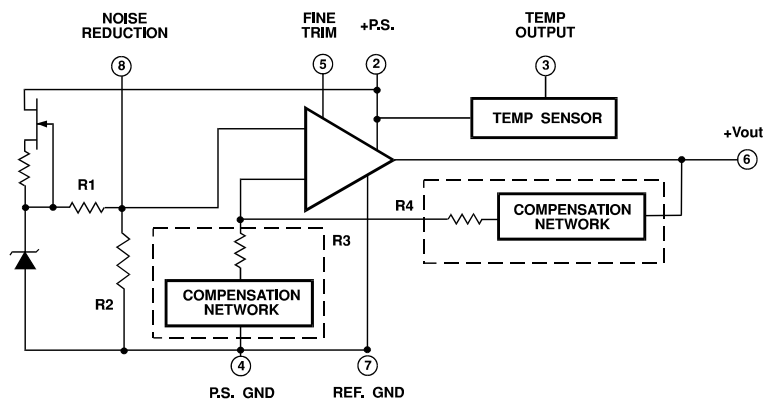 NOISE
REDUCTION
8
FINE
TRIM
5
+P.S.
2
TEMP
OUTPUT
3
TEMP SENSOR
+Vout
6
R1
R4
COMPENSATION
NETWORK
R3
R2
COMPENSATION
NETWORK
4
P.S. GND
7
REF. GND